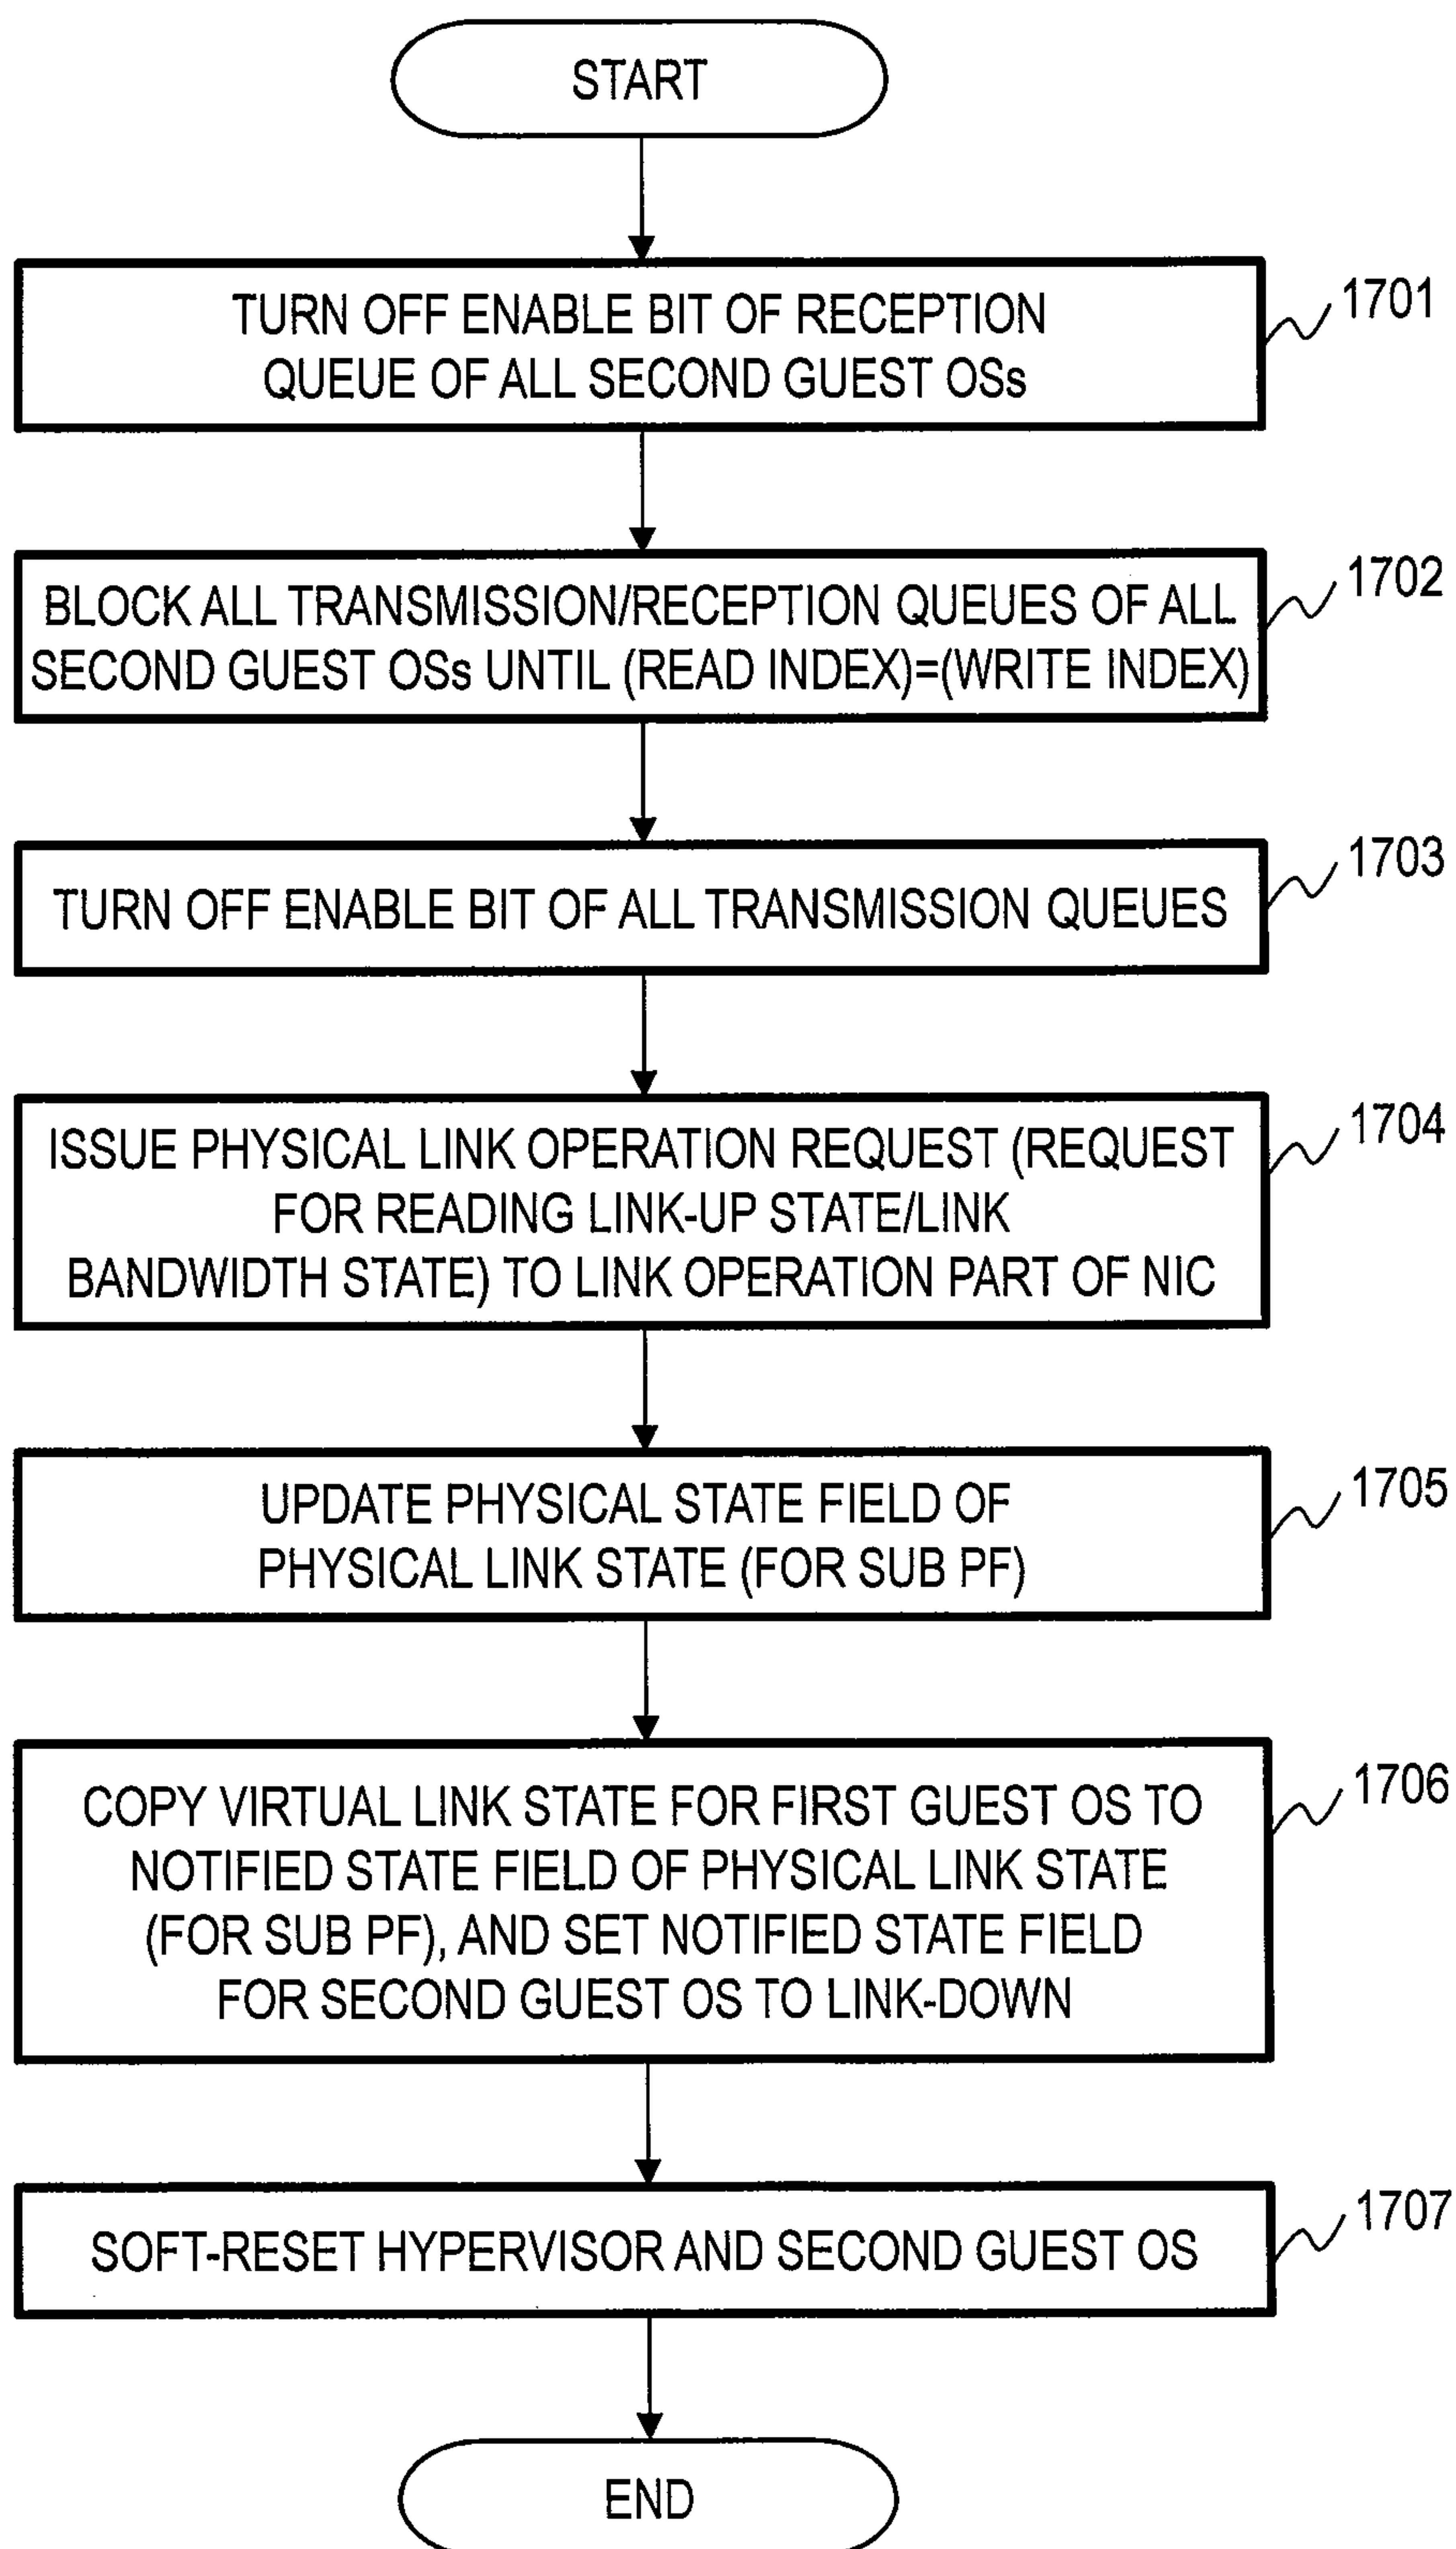 START
TURN OFF ENABLE BIT OF RECEPTION
QUEUE OF ALL SECOND GUEST OSs
1701
BLOCK ALL TRANSMISSION/RECEPTION QUEUES OF ALL
SECOND GUEST OSs UNTIL (READ INDEX)=(WRITE INDEX)
1702
TURN OFF ENABLE BIT OF ALL TRANSMISSION QUEUES
1703
ISSUE PHYSICAL LINK OPERATION REQUEST (REQUEST
FOR READING LINK-UP STATE/LINK
BANDWIDTH STATE) TO LINK OPERATION PART OF NIC
1704
UPDATE PHYSICAL STATE FIELD OF
PHYSICAL LINK STATE (FOR SUB PF)
1705
COPY VIRTUAL LINK STATE FOR FIRST GUEST OS TO
NOTIFIED STATE FIELD OF PHYSICAL LINK STATE
(FOR SUB PF), AND SET NOTIFIED STATE FIELD
FOR SECOND GUEST OS TO LINK-DOWN
1706
SOFT-RESET HYPERVISOR AND SECOND GUEST OS
1707
END